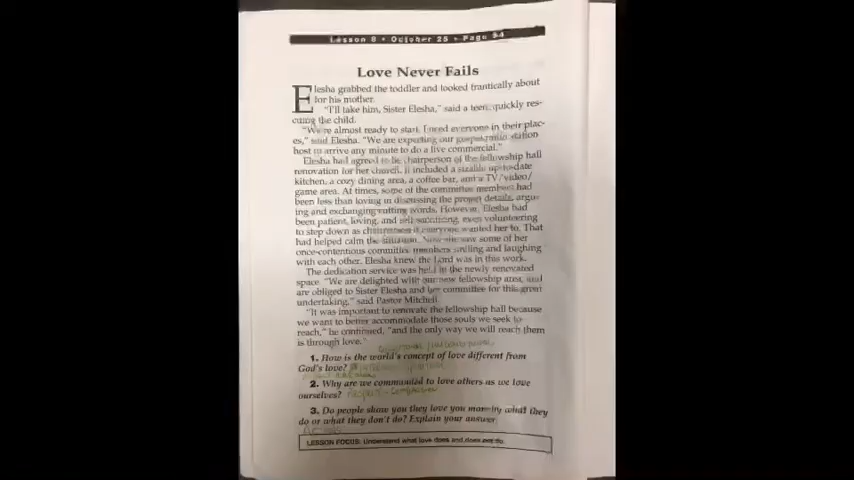 Lesson 8 • October 25 • Page 54
Love Never Fails
Elesha grabbed the toddler and looked frantically about
for his mother.
"I'll take him, Sister Elesha," said a teen, quickly res-
cuing the child.
"We're almost ready to start. I need everyone in their plac-
es," said Elesha. "We are expecting our gospel radio station
host to arrive any minute to do a live commercial."
Elesha had agreed to be chairperson of the fellowship hall
renovation for her church. It included a sizable up-to-date
kitchen, a cozy dining area, a coffee bar, and a TV/video/
game area. At times, some of the committee members had
been less than loving in discussing the project details, argu-
ing and exchanging cutting words. However, Elesha had
been patient, loving, and self-sacrificing, even volunteering
to step down as chairperson if everyone wanted her to. That
had helped calm the situation. Now she saw some of her
once-contentious committee members smiling and laughing
with each other. Elesha knew the Lord was in this work.
The dedication service was held in the newly renovated
space. "We are delighted with our new fellowship area, and
are obliged to Sister Elesha and her committee for this great
undertaking," said Pastor Mitchell.
"It was important to renovate the fellowship hall because
we want to better accommodate those souls we seek to
reach," he continued, "and the only way we will reach them
is through love."
1. How is the world's concept of love different from
God's love?
2. Why are we commanded to love others as we love
ourselves? Respect - compassion
3. Do people show you they love you more by what they
do or what they don't do? Explain your answer.
LESSON FOCUS: Understand what love does and does not do.